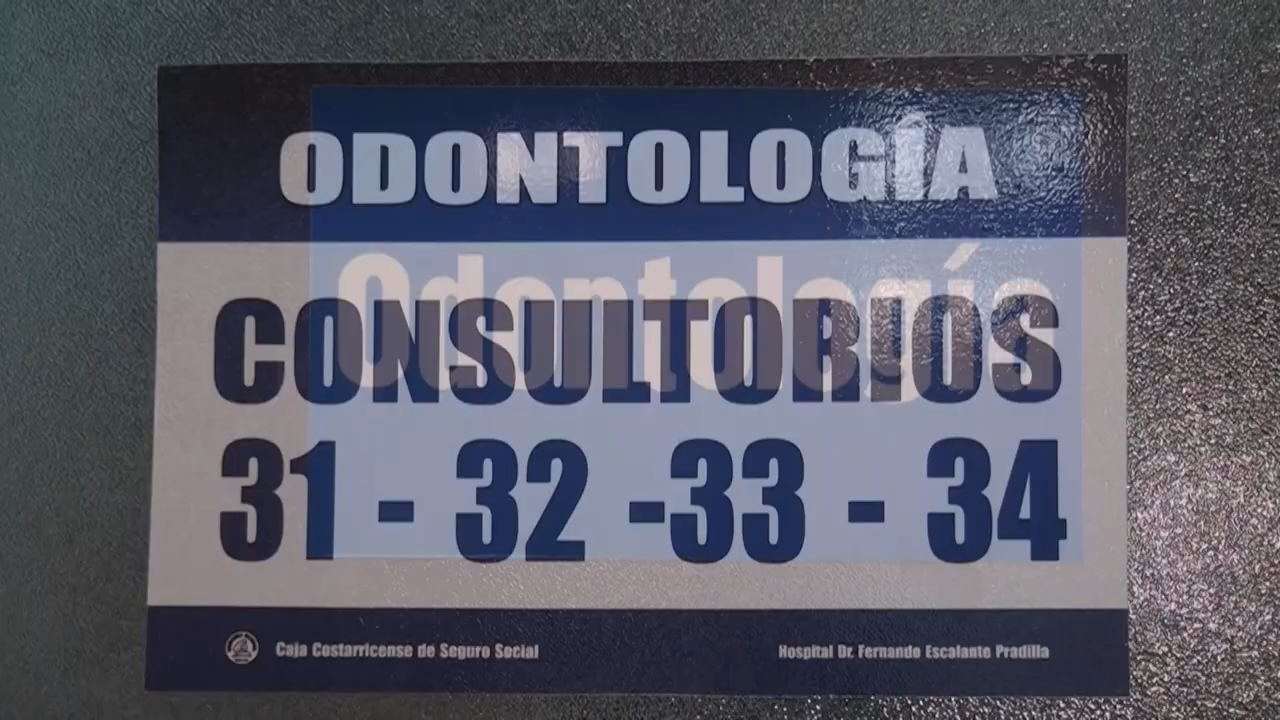 ODONTOLOGÍA
Odontología
CONSULTORIOS
31 - 32 -33 - 34
Caja Costarricense de Seguro Social
Hospital Dr. Fernando Escalante Pradilla